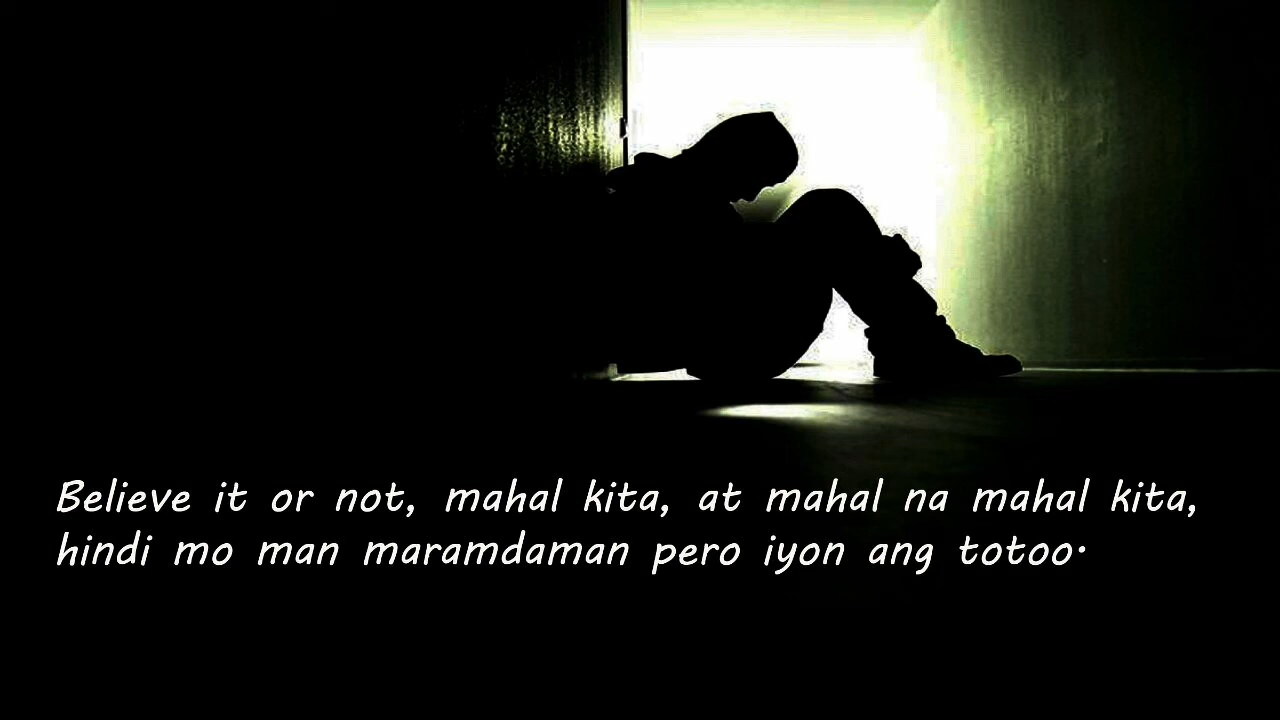 Believe it or not, mahal kita, at mahal na mahal kita,
hindi mo man maramdaman pero iyon ang totoo.